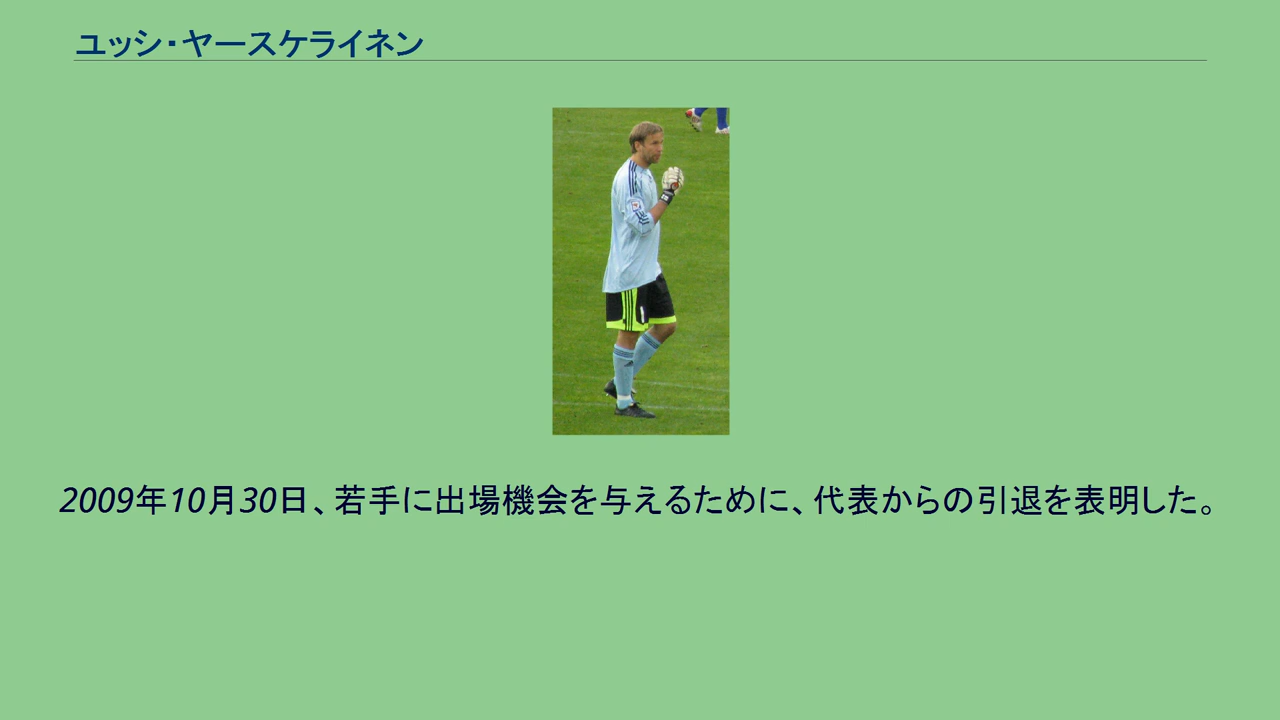 ユッシ・ヤースケライネン
2009年10月30日、若手に出場機会を与えるために、代表からの引退を表明した。